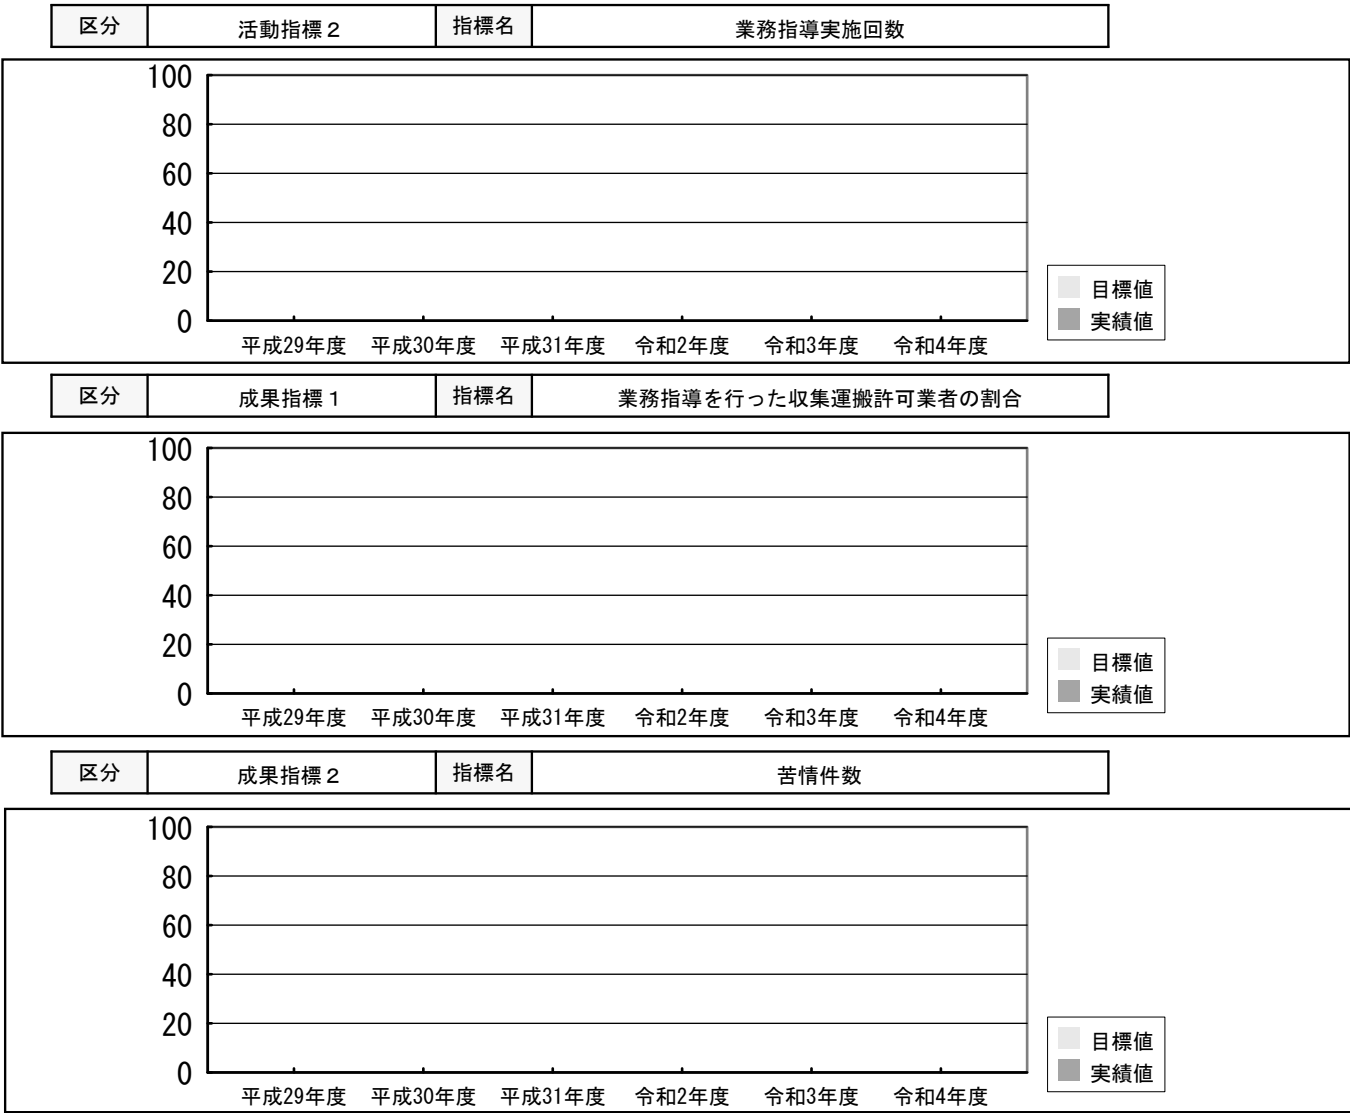 区分 活動指標２ 指標名 業務指導実施回数
100
80
60
40
20
0
平成29年度 平成30年度 平成31年度 令和2年度 令和3年度 令和4年度
目標値
実績値
区分 成果指標１ 指標名 業務指導を行った収集運搬許可業者の割合
100
80
60
40
20
0
平成29年度 平成30年度 平成31年度 令和2年度 令和3年度 令和4年度
目標値
実績値
区分 成果指標２ 指標名 苦情件数
100
80
60
40
20
0
平成29年度 平成30年度 平成31年度 令和2年度 令和3年度 令和4年度
目標値
実績値